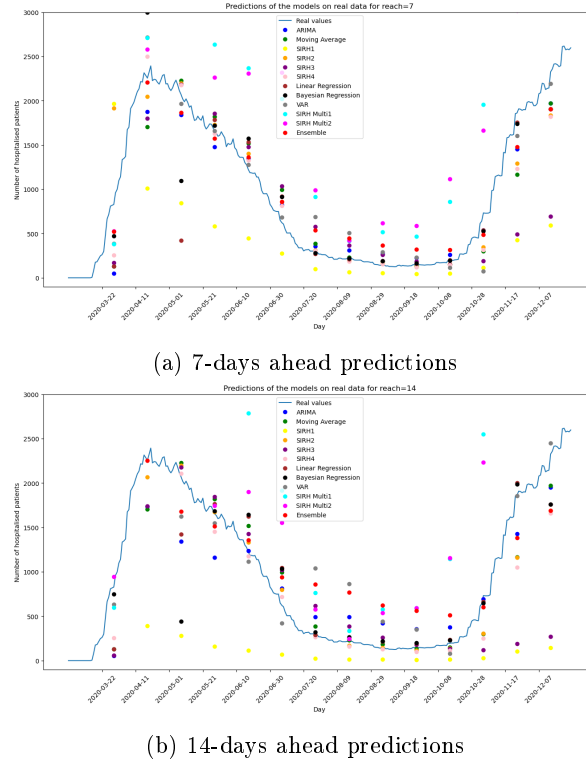 Predictions of the models on real data for reach=7
3000
2500
2000
1500
1000
500
0
Number of hospitalised patients
Real values
ARIMA
Moving Average
SIRH1
SIRH2
SIRH3
SIRH4
Linear Regression
Bayesian Regression
VAR
SIRH Multi1
SIRH Multi2
Ensemble
2020-03-22
2020-04-11
2020-05-01
2020-05-21
2020-06-10
2020-06-30
2020-07-20
2020-08-09
2020-08-29
2020-09-18
2020-10-08
2020-10-28
2020-11-17
2020-12-07
Day
(a) 7-days ahead predictions
Predictions of the models on real data for reach=14
3000
2500
2000
1500
1000
500
0
Number of hospitalised patients
Real values
ARIMA
Moving Average
SIRH1
SIRH2
SIRH3
SIRH4
Linear Regression
Bayesian Regression
VAR
SIRH Multi1
SIRH Multi2
Ensemble
2020-03-22
2020-04-11
2020-05-01
2020-05-21
2020-06-10
2020-06-30
2020-07-20
2020-08-09
2020-08-29
2020-09-18
2020-10-08
2020-10-28
2020-11-17
2020-12-07
Day
(b) 14-days ahead predictions